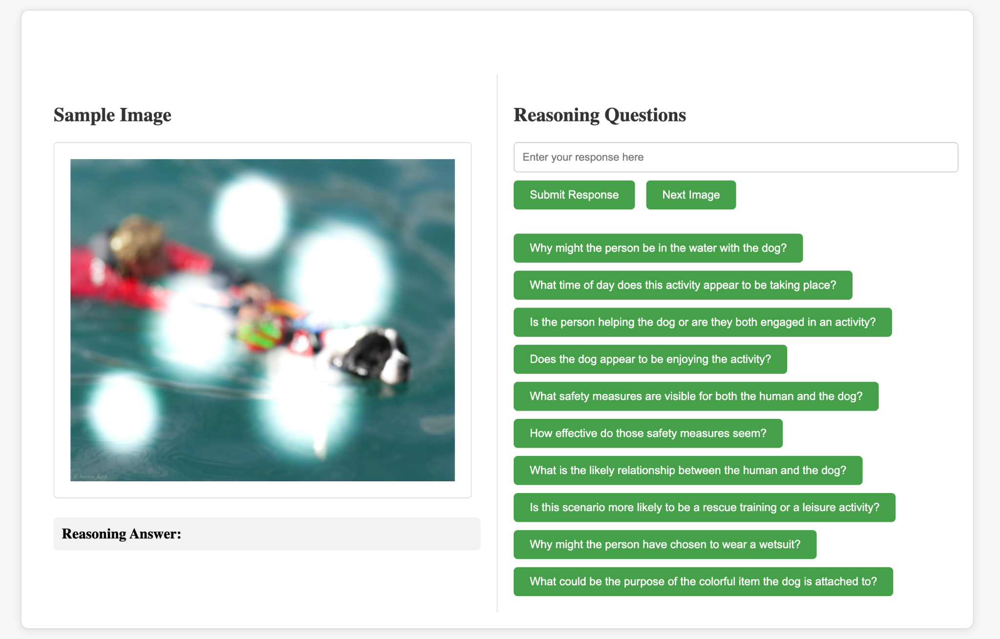 Sample Image
Reasoning Answer:
Reasoning Questions
Enter your response here
Submit Response
Next Image
Why might the person be in the water with the dog?
What time of day does this activity appear to be taking place?
Is the person helping the dog or are they both engaged in an activity?
Does the dog appear to be enjoying the activity?
What safety measures are visible for both the human and the dog?
How effective do those safety measures seem?
What is the likely relationship between the human and the dog?
Is this scenario more likely to be a rescue training or a leisure activity?
Why might the person have chosen to wear a wetsuit?
What could be the purpose of the colorful item the dog is attached to?